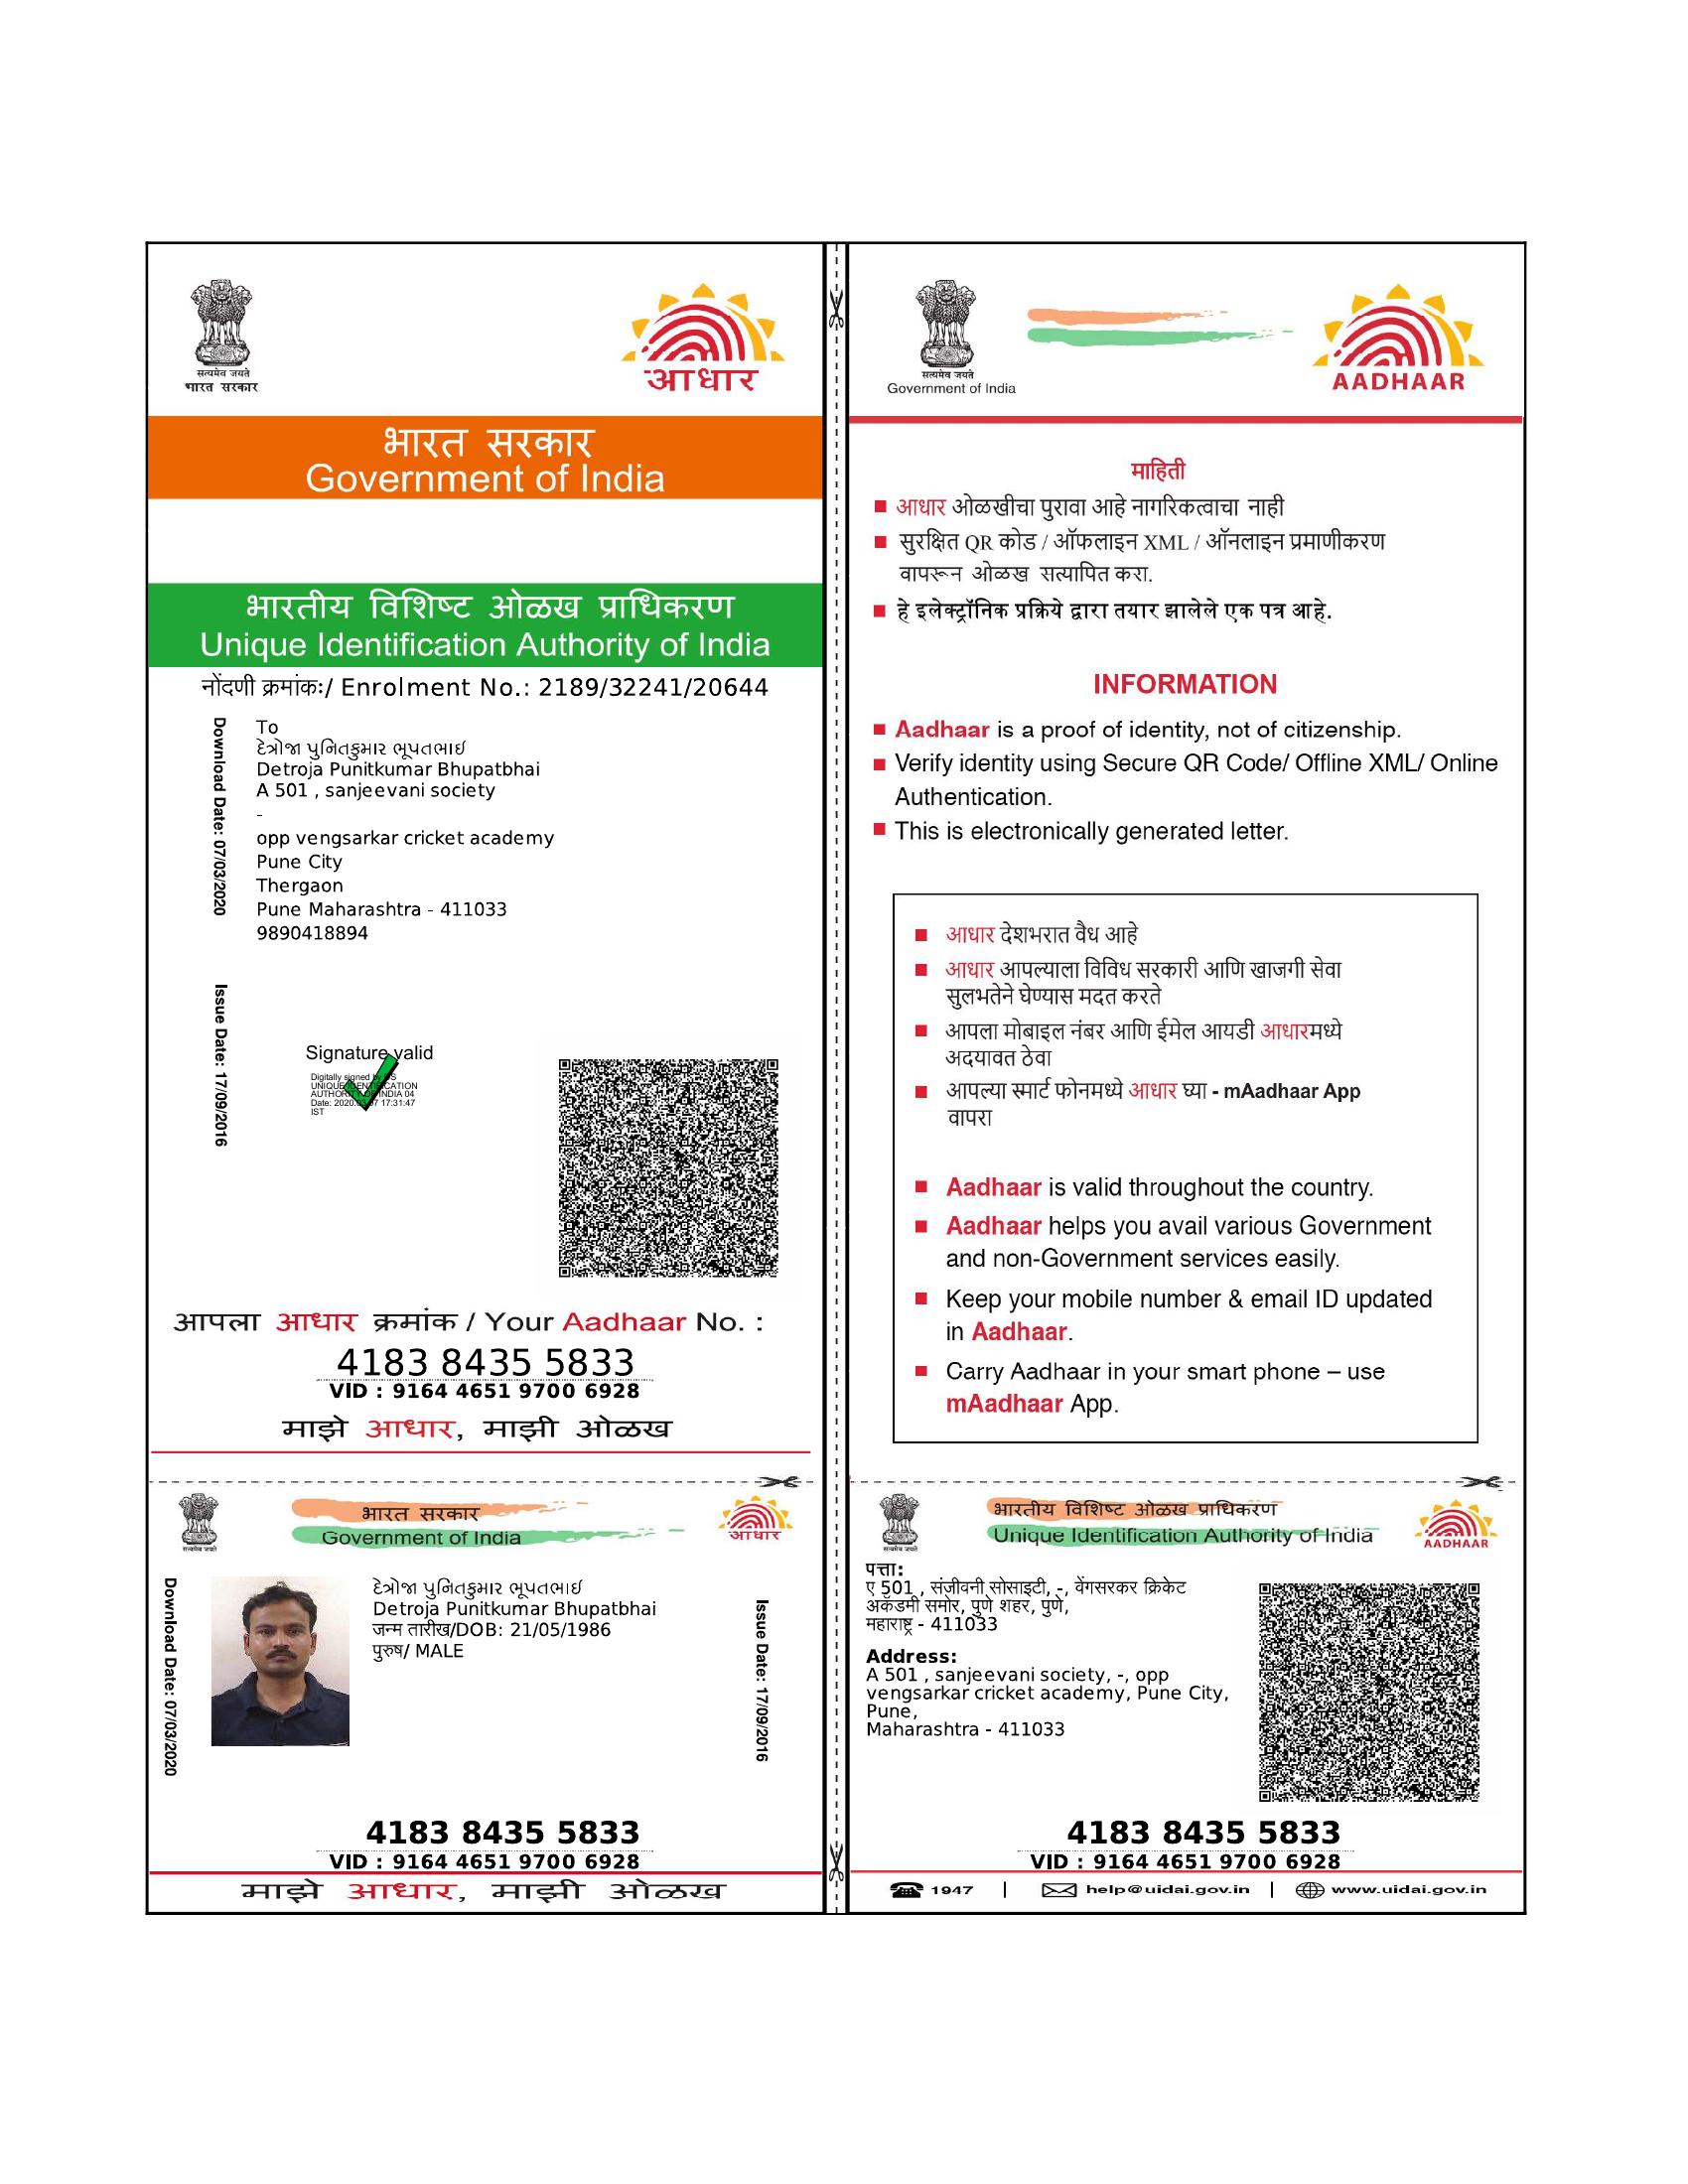 सत्यमेव जयते
भारत सरकार
आधार
भारत सरकार
Government of India
भारतीय विशिष्ट ओळख प्राधिकरण
Unique Identification Authority of India
नोंदणी क्रमांकः/ Enrolment No.: 2189/32241/20644
Download Date: 07/03/2020
To
દેત્રોજા પુનિતકુમાર ભૂપતભાઈ
Detroja Punitkumar Bhupatbhai
A 501 , sanjeevani society
-
opp vengsarkar cricket academy
Pune City
Thergaon
Pune Maharashtra - 411033
9890418894
Issue Date: 17/09/2016
Signature valid
Digitally signed by DS
UNIQUE IDENTIFICATION
AUTHORITY OF INDIA 04
Date: 2020.03.07 17:31:47
IST
आपला आधार क्रमांक / Your Aadhaar No. :
4183 8435 5833
VID : 9164 4651 9700 6928
माझे आधार, माझी ओळख
सत्यमेव जयते
Government of India
AADHAAR
माहिती
आधार ओळखीचा पुरावा आहे नागरिकत्वाचा नाही
सुरक्षित QR कोड / ऑफलाइन XML / ऑनलाइन प्रमाणीकरण
वापरून ओळख सत्यापित करा.
हे इलेक्ट्रॉनिक प्रक्रिये द्वारा तयार झालेले एक पत्र आहे.
INFORMATION
Aadhaar is a proof of identity, not of citizenship.
Verify identity using Secure QR Code/ Offline XML/ Online
Authentication.
This is electronically generated letter.
आधार देशभरात वैध आहे
आधार आपल्याला विविध सरकारी आणि खाजगी सेवा
सुलभतेने घेण्यास मदत करते
आपला मोबाइल नंबर आणि ईमेल आयडी आधारमध्ये
अदयावत ठेवा
आपल्या स्मार्ट फोनमध्ये आधार घ्या - mAadhaar App
वापरा
Aadhaar is valid throughout the country.
Aadhaar helps you avail various Government
and non-Government services easily.
Keep your mobile number & email ID updated
in Aadhaar.
Carry Aadhaar in your smart phone – use
mAadhaar App.
सत्यमेव जयते
भारत सरकार
Government of India
आधार
Download Date: 07/03/2020
દેત્રોજા પુનિતકુમાર ભૂપતભાઈ
Detroja Punitkumar Bhupatbhai
जन्म तारीख/DOB: 21/05/1986
पुरुष/ MALE
Issue Date: 17/09/2016
4183 8435 5833
VID : 9164 4651 9700 6928
माझे आधार, माझी ओळख
सत्यमेव जयते
भारतीय विशिष्ट ओळख प्राधिकरण
Unique Identification Authority of India
AADHAAR
पत्ता:
ए 501 , संजीवनी सोसाइटी, -, वेंगसरकर क्रिकेट
अकॅडमी समोर, पुणे शहर, पुणे,
महाराष्ट्र - 411033
Address:
A 501 , sanjeevani society, -, opp
vengsarkar cricket academy, Pune City,
Pune,
Maharashtra - 411033
4183 8435 5833
VID : 9164 4651 9700 6928
1947 | help@uidai.gov.in | www.uidai.gov.in